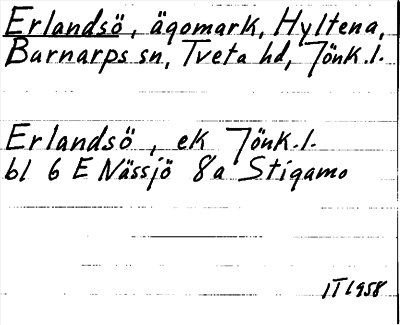 Erlandsö, ägomark, Hyltena,
Barnarps sn, Tveta hd, Jönk.l.
Erlandsö, ek Jönk.l.
bl 6 E Nässjö 8a Stigamo
IT 1958